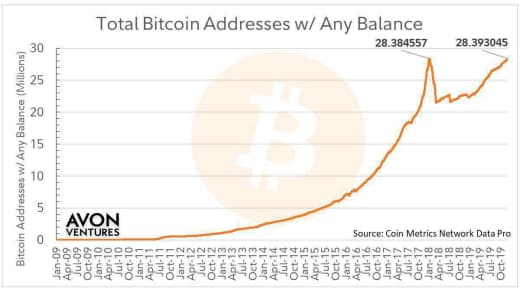 Total Bitcoin Addresses w/ Any Balance
28.384557
28.393045
Bitcoin Addresses w/ Any Balance (Millions)
30
25
20
15
10
5
0
AVON
VENTURES
Source: Coin Metrics Network Data Pro
Jan-09
Apr-09
Jul-09
Oct-09
Jan-10
Apr-10
Jul-10
Oct-10
Jan-11
Apr-11
Jul-11
Oct-11
Jan-12
Apr-12
Jul-12
Oct-12
Jan-13
Apr-13
Jul-13
Oct-13
Jan-14
Apr-14
Jul-14
Oct-14
Jan-15
Apr-15
Jul-15
Oct-15
Jan-16
Apr-16
Jul-16
Oct-16
Jan-17
Apr-17
Jul-17
Oct-17
Jan-18
Apr-18
Jul-18
Oct-18
Jan-19
Apr-19
Jul-19
Oct-19